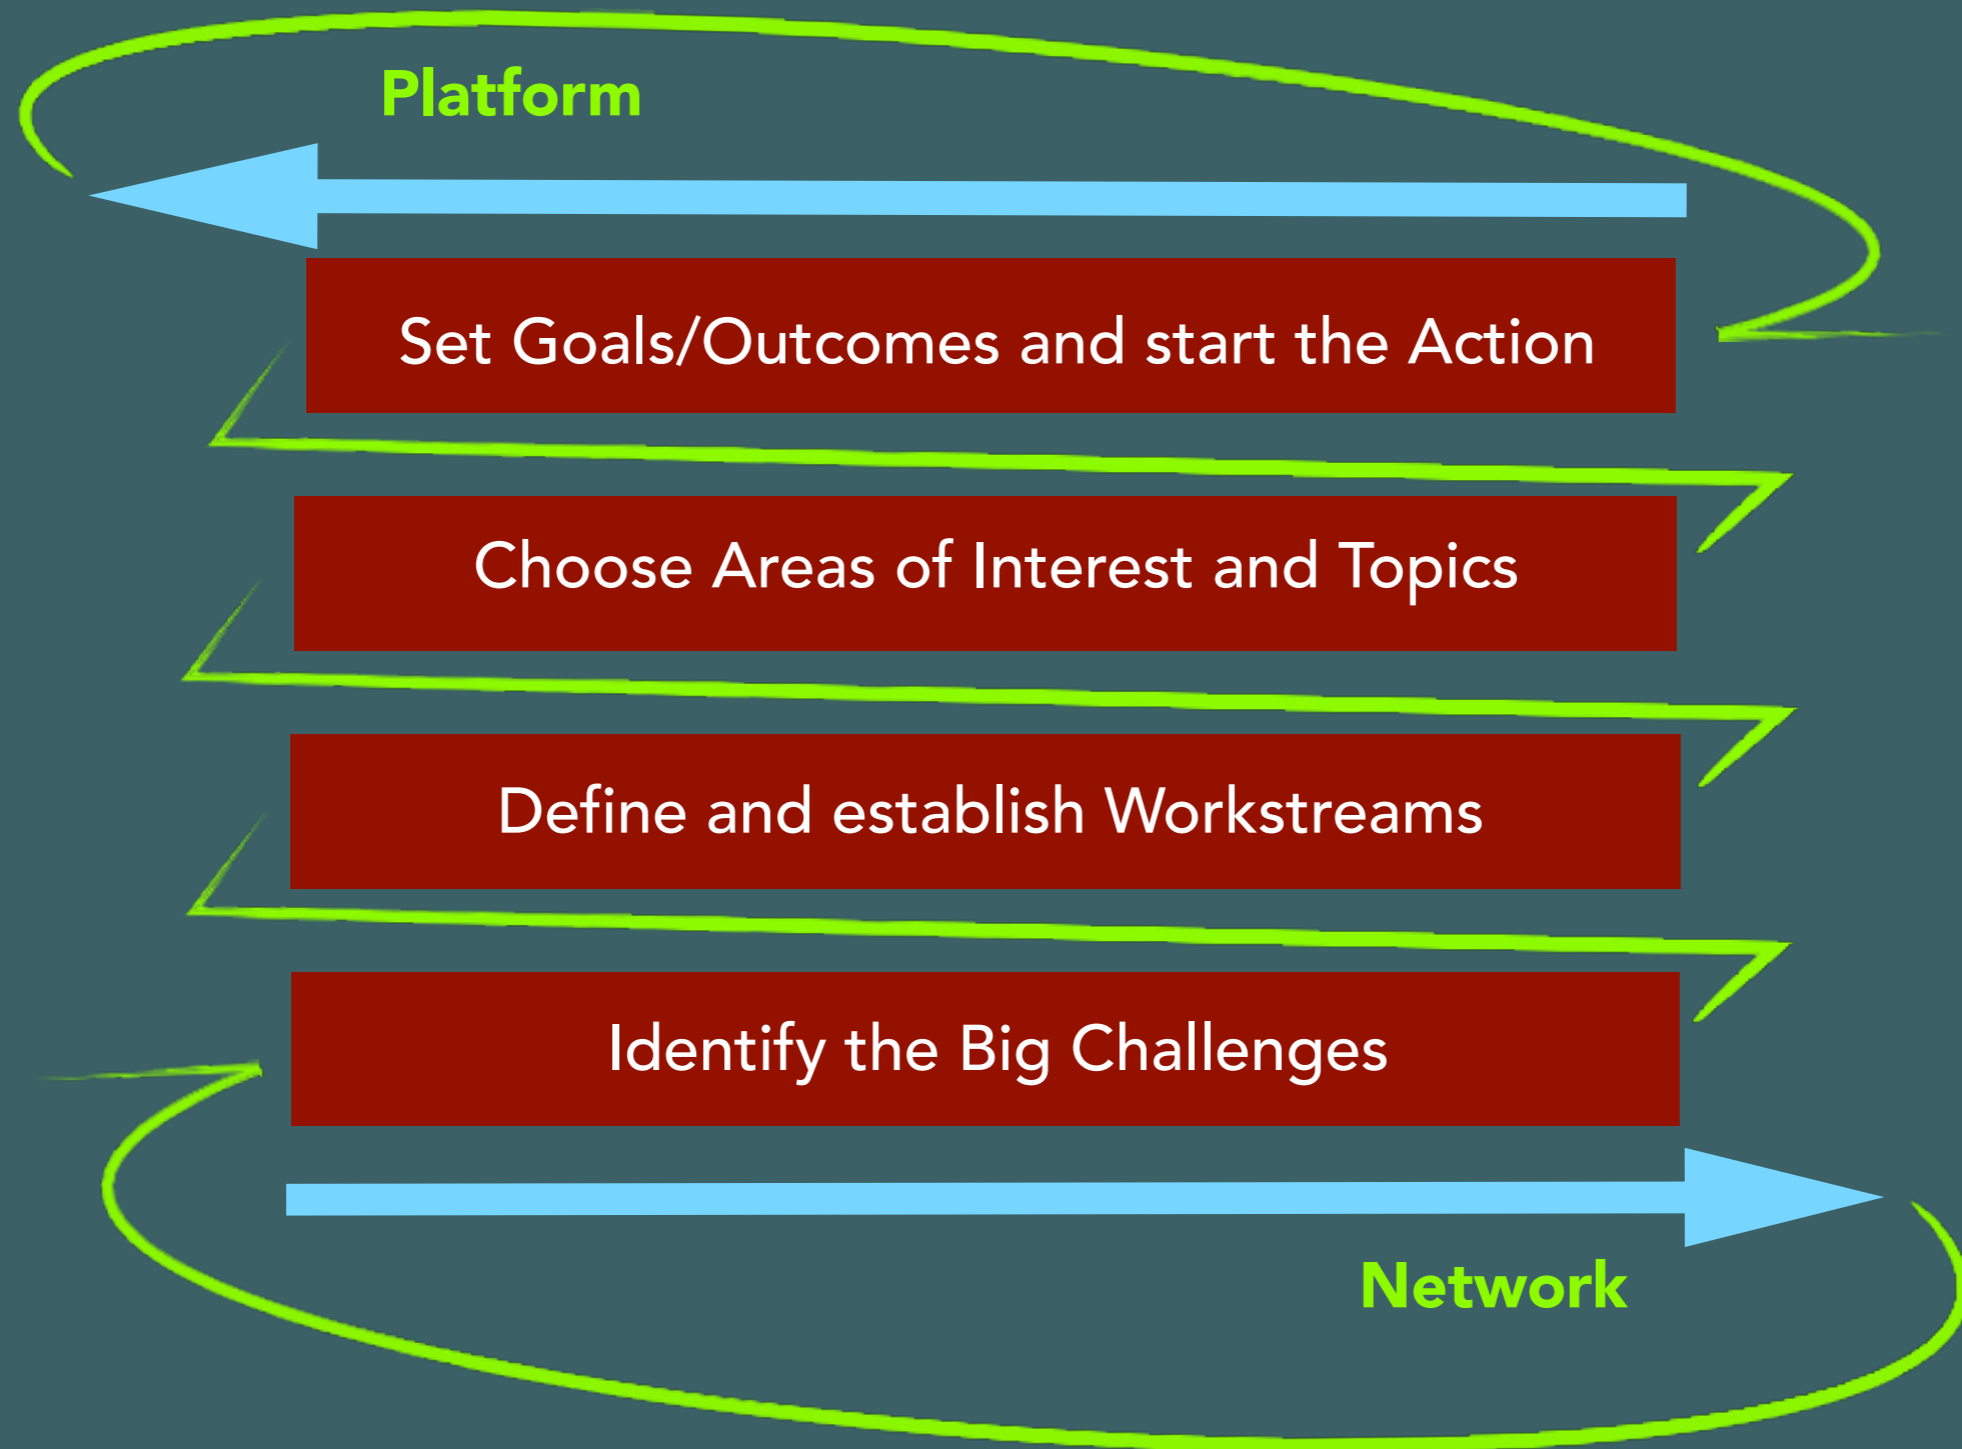 Platform
Set Goals/Outcomes and start the Action
Choose Areas of Interest and Topics
Define and establish Workstreams
Identify the Big Challenges
Network